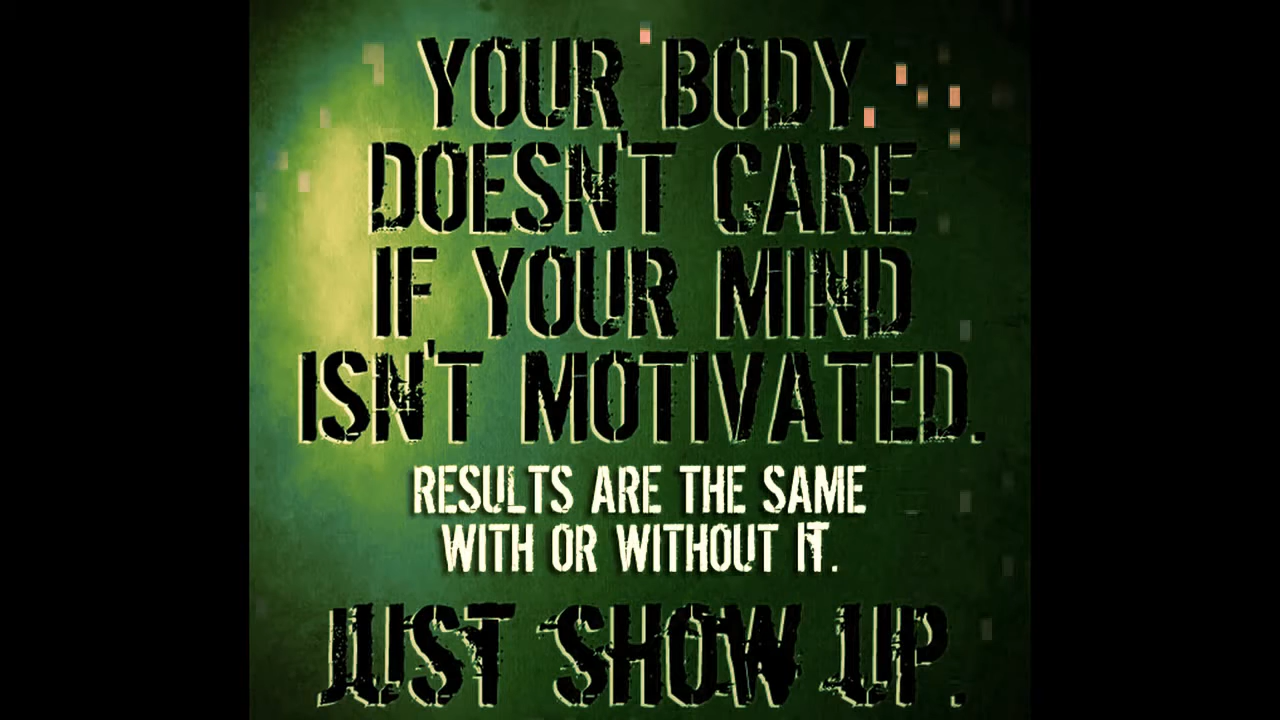 YOUR BODY
DOESN'T CARE
IF YOUR MIND
ISN'T MOTIVATED.
RESULTS ARE THE SAME
WITH OR WITHOUT IT.
JUST SHOW UP.